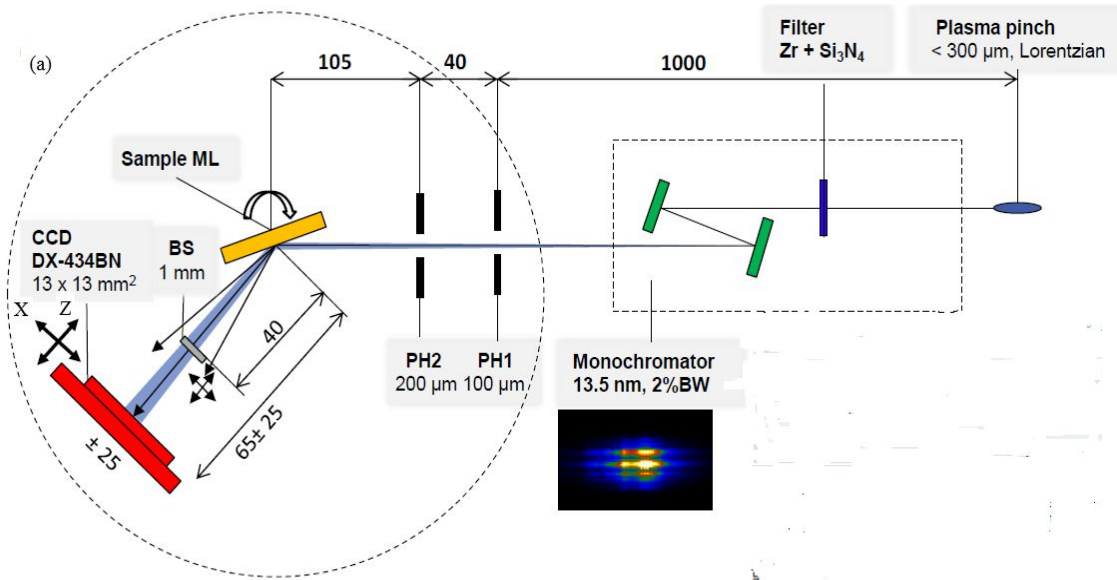 (a)
105
40
1000
Filter
Zr + Si₃N₄
Plasma pinch
< 300 µm, Lorentzian
Sample ML
CCD
DX-434BN
13 x 13 mm²
BS
1 mm
X
Z
40
65± 25
± 25
PH2
200 µm
PH1
100 µm
Monochromator
13.5 nm, 2%BW